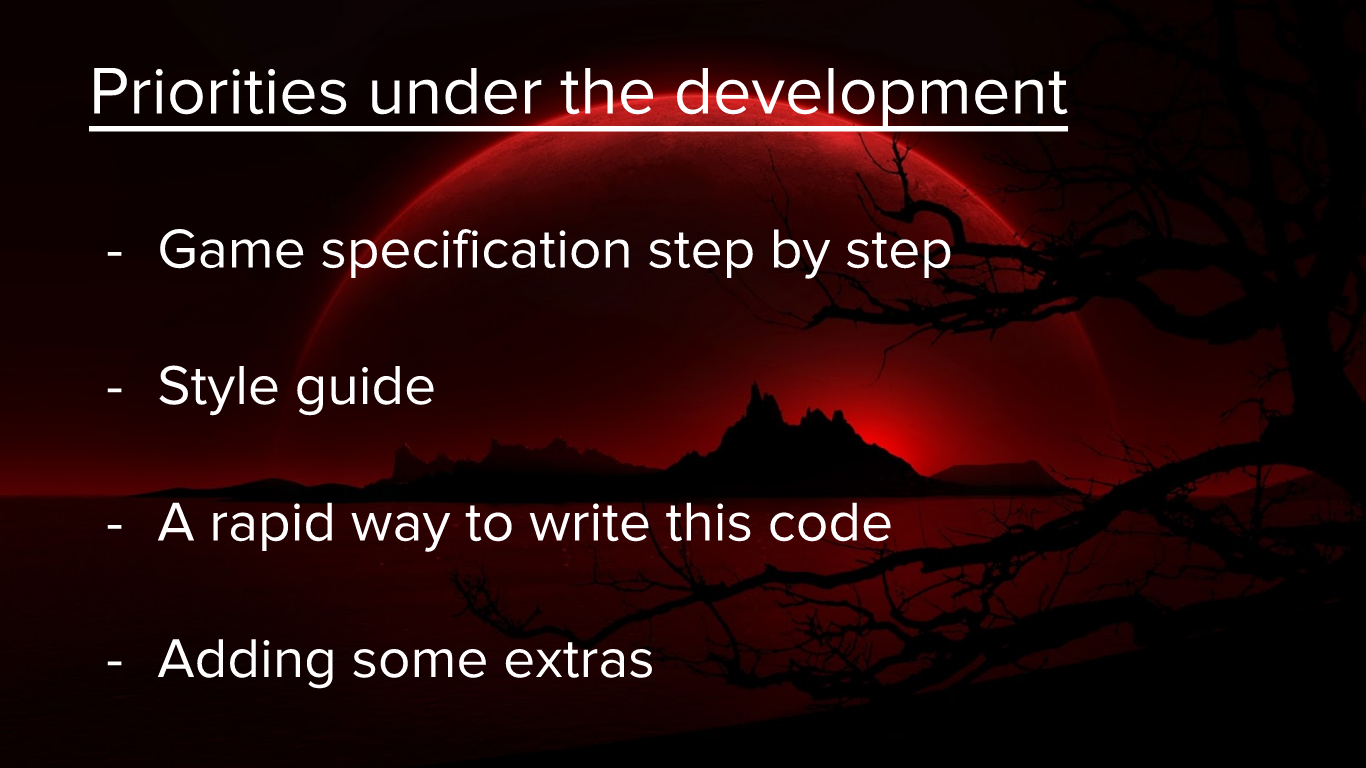 Priorities under the development
- Game specification step by step
- Style guide
- A rapid way to write this code
- Adding some extras